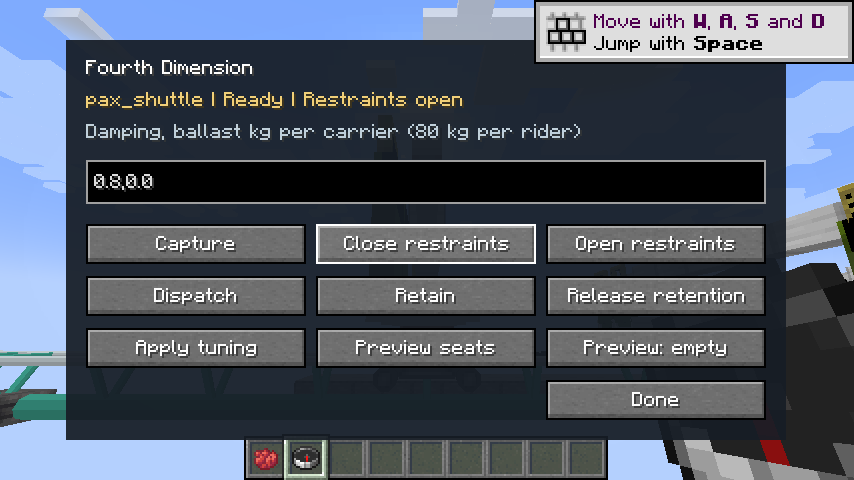 Move with W, A, S and D
Jump with Space
Fourth Dimension
pax_shuttle | Ready | Restraints open
Damping, ballast kg per carrier (80 kg per rider)
0.8,0.0
Capture
Close restraints
Open restraints
Dispatch
Retain
Release retention
Apply tuning
Preview seats
Preview: empty
Done